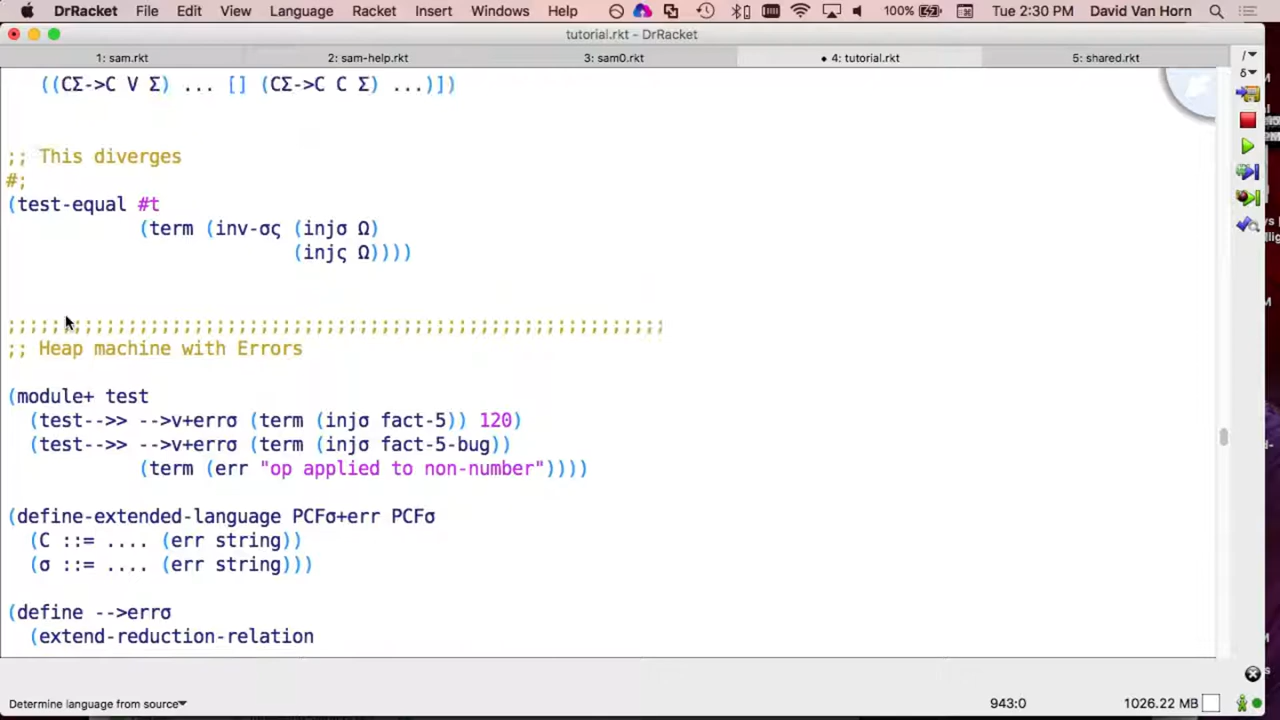 DrRacket File Edit View Language Racket Insert Windows Help 100% Tue 2:30 PM David Van Horn
tutorial.rkt - DrRacket
1: sam.rkt 2: sam-help.rkt 3: sam0.rkt • 4: tutorial.rkt 5: shared.rkt
((CΣ->C V Σ) ... [] (CΣ->C C Σ) ...)])
;; This diverges
#;
(test-equal #t
(term (inv-σς (injσ Ω)
(injς Ω))))
;;;;;;;;;;;;;;;;;;;;;;;;;;;;;;;;;;;;;;;;;;;;;;;;;;;;;;;;;;;;
;; Heap machine with Errors
(module+ test
(test-->> -->v+errσ (term (injσ fact-5)) 120)
(test-->> -->v+errσ (term (injσ fact-5-bug))
(term (err "op applied to non-number"))))
(define-extended-language PCFσ+err PCFσ
(C ::= .... (err string))
(σ ::= .... (err string)))
(define -->errσ
(extend-reduction-relation
Determine language from source 943:0 1026.22 MB